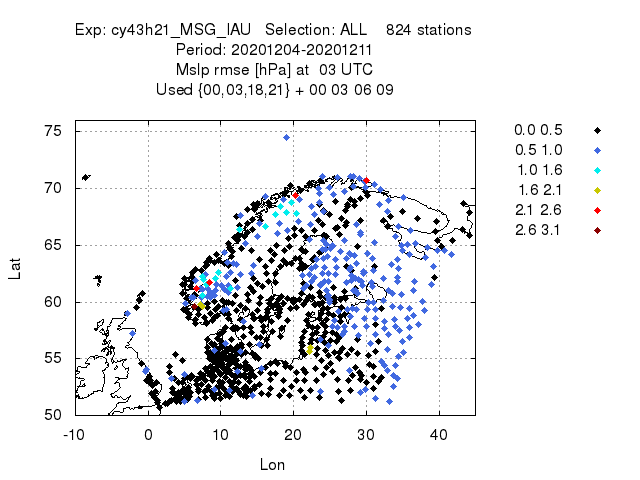 Exp: cy43h21_MSG_IAU Selection: ALL 824 stations
Period: 20201204-20201211
Mslp rmse [hPa] at 03 UTC
Used {00,03,18,21} + 00 03 06 09
0.0 0.5
0.5 1.0
1.0 1.6
1.6 2.1
2.1 2.6
2.6 3.1
75
70
65
60
55
50
Lat
-10 0 10 20 30 40
Lon